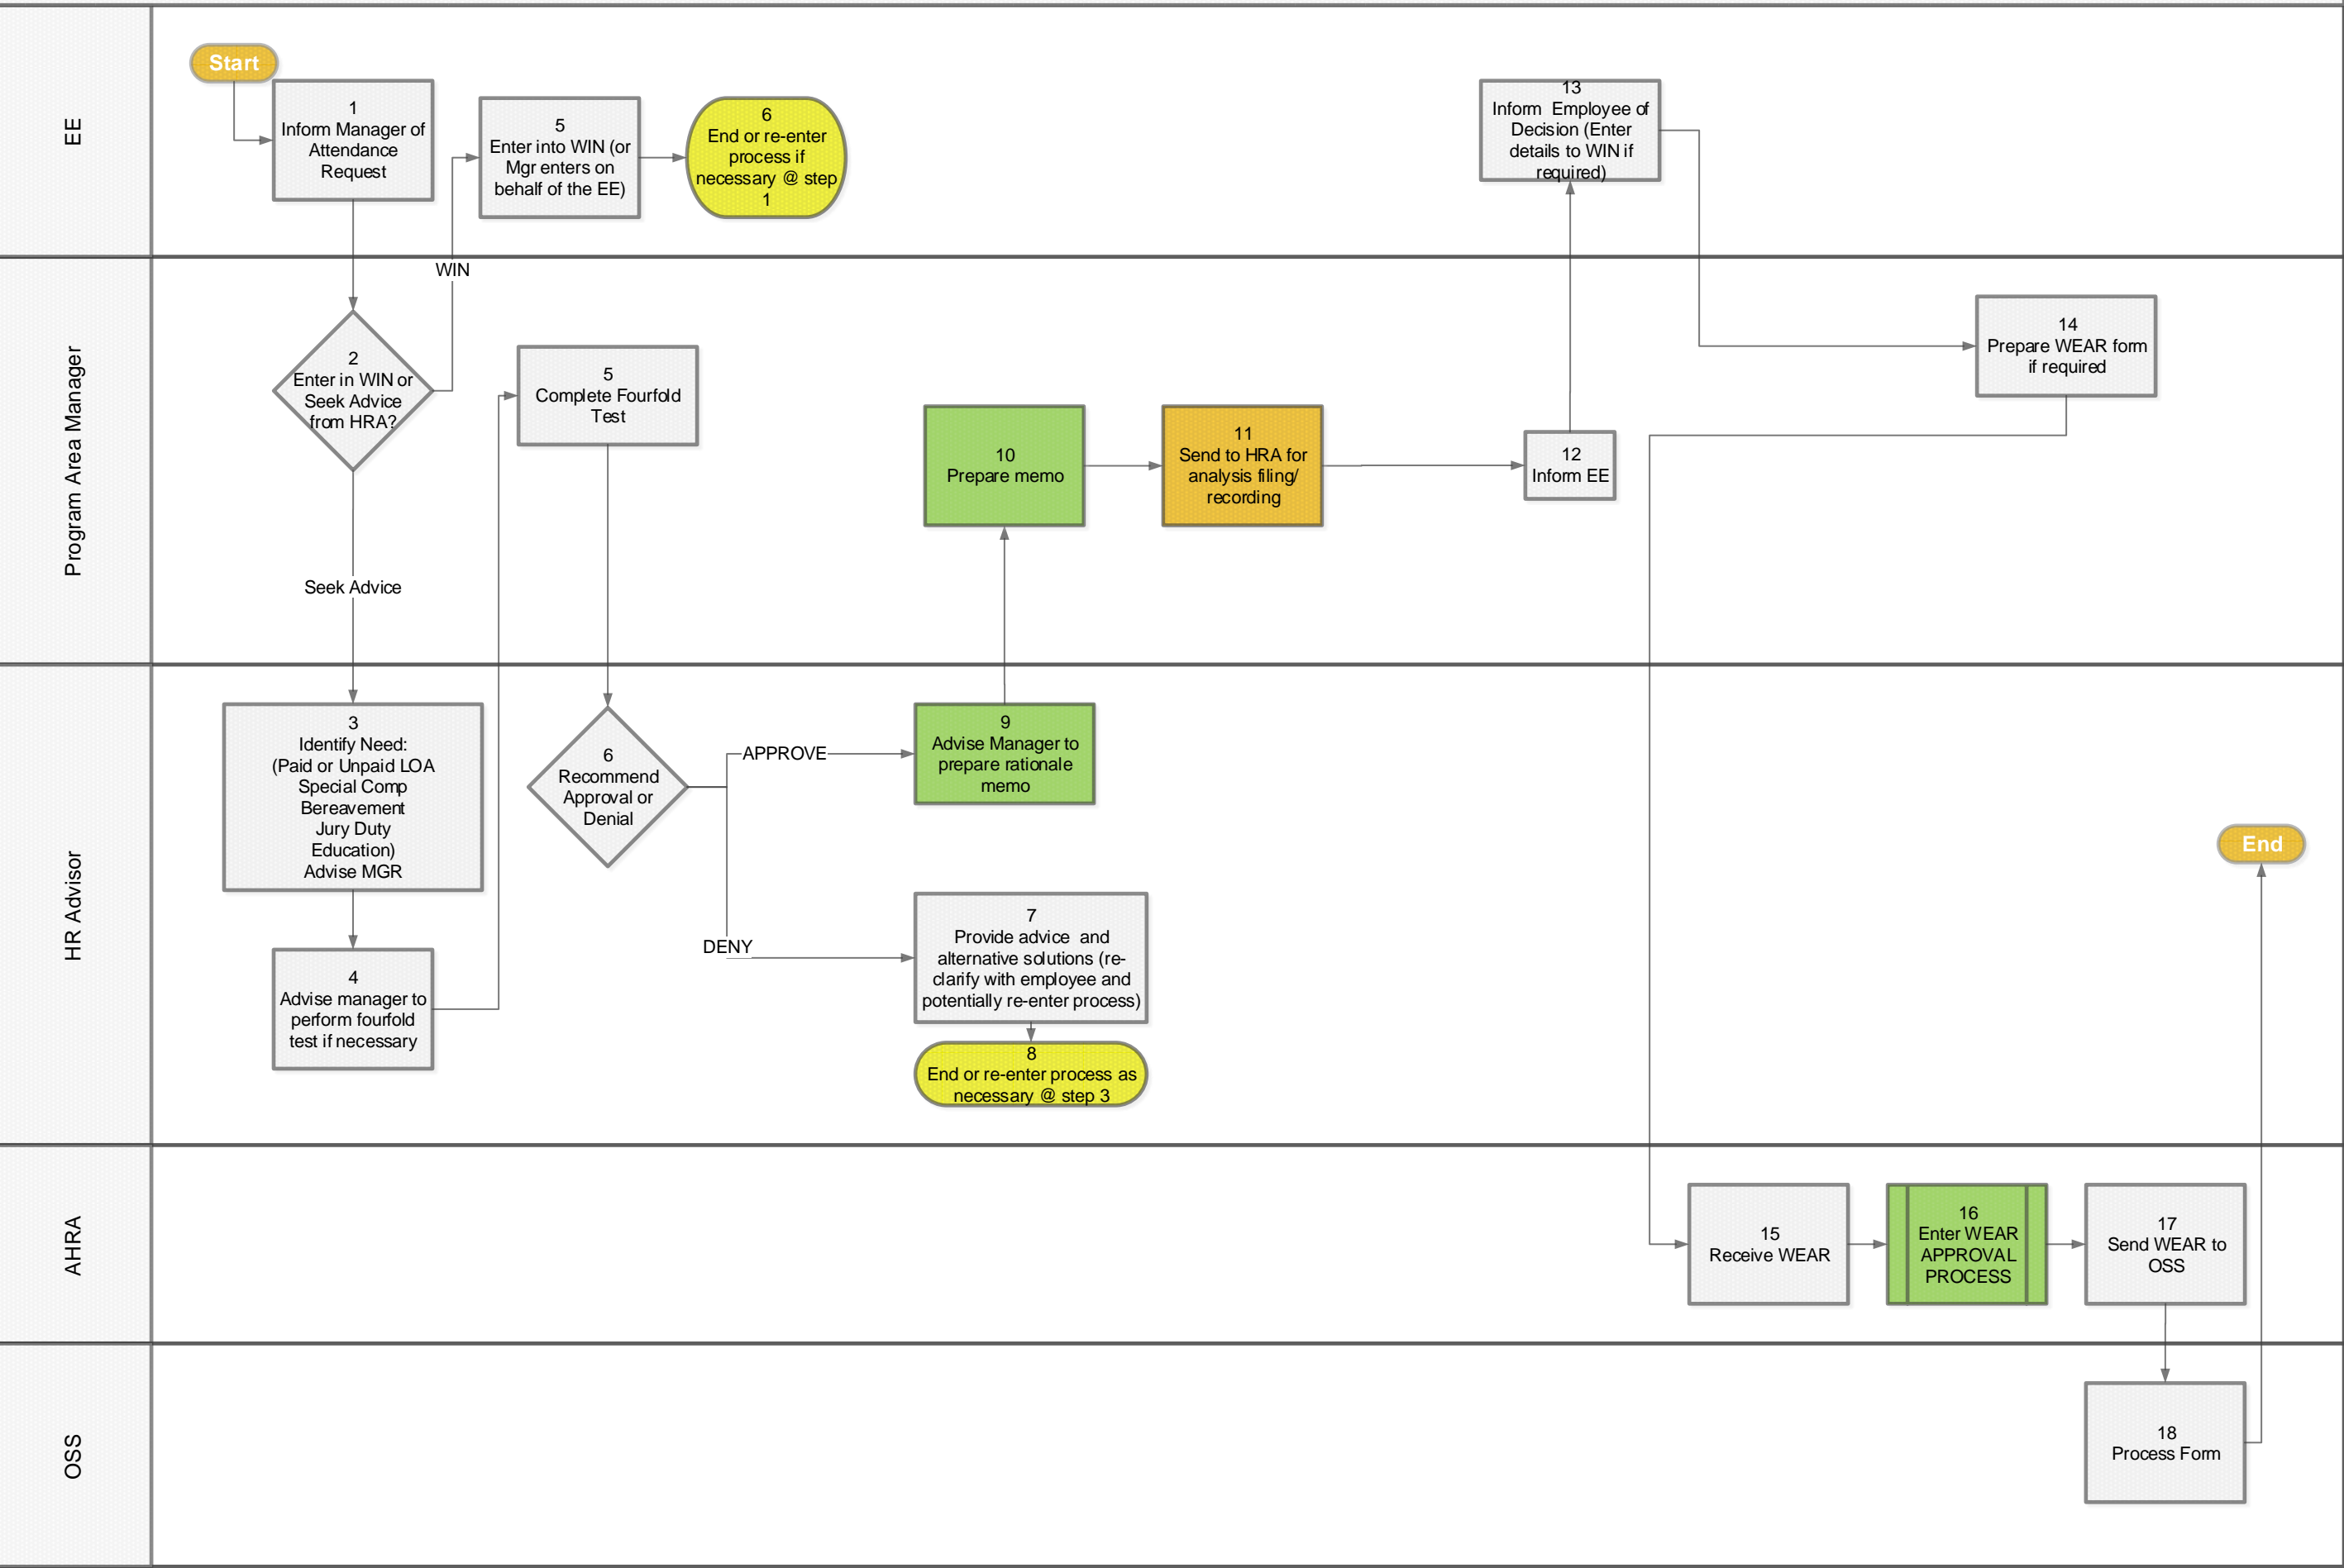 EE
Start
1
Inform Manager of
Attendance
Request
5
Enter into WIN (or
Mgr enters on
behalf of the EE)
6
End or re-enter
process if
necessary @ step
1
13
Inform Employee of
Decision (Enter
details to WIN if
required)
WIN
Program Area Manager
2
Enter in WIN or
Seek Advice
from HRA?
5
Complete Fourfold
Test
10
Prepare memo
11
Send to HRA for
analysis filing/
recording
12
Inform EE
14
Prepare WEAR form
if required
Seek Advice
HR Advisor
3
Identify Need:
(Paid or Unpaid LOA
Special Comp
Bereavement
Jury Duty
Education)
Advise MGR
4
Advise manager to
perform fourfold
test if necessary
6
Recommend
Approval or
Denial
APPROVE
9
Advise Manager to
prepare rationale
memo
DENY
7
Provide advice and
alternative solutions (re-
clarify with employee and
potentially re-enter process)
8
End or re-enter process as
necessary @ step 3
End
AHRA
15
Receive WEAR
16
Enter WEAR
APPROVAL
PROCESS
17
Send WEAR to
OSS
OSS
18
Process Form